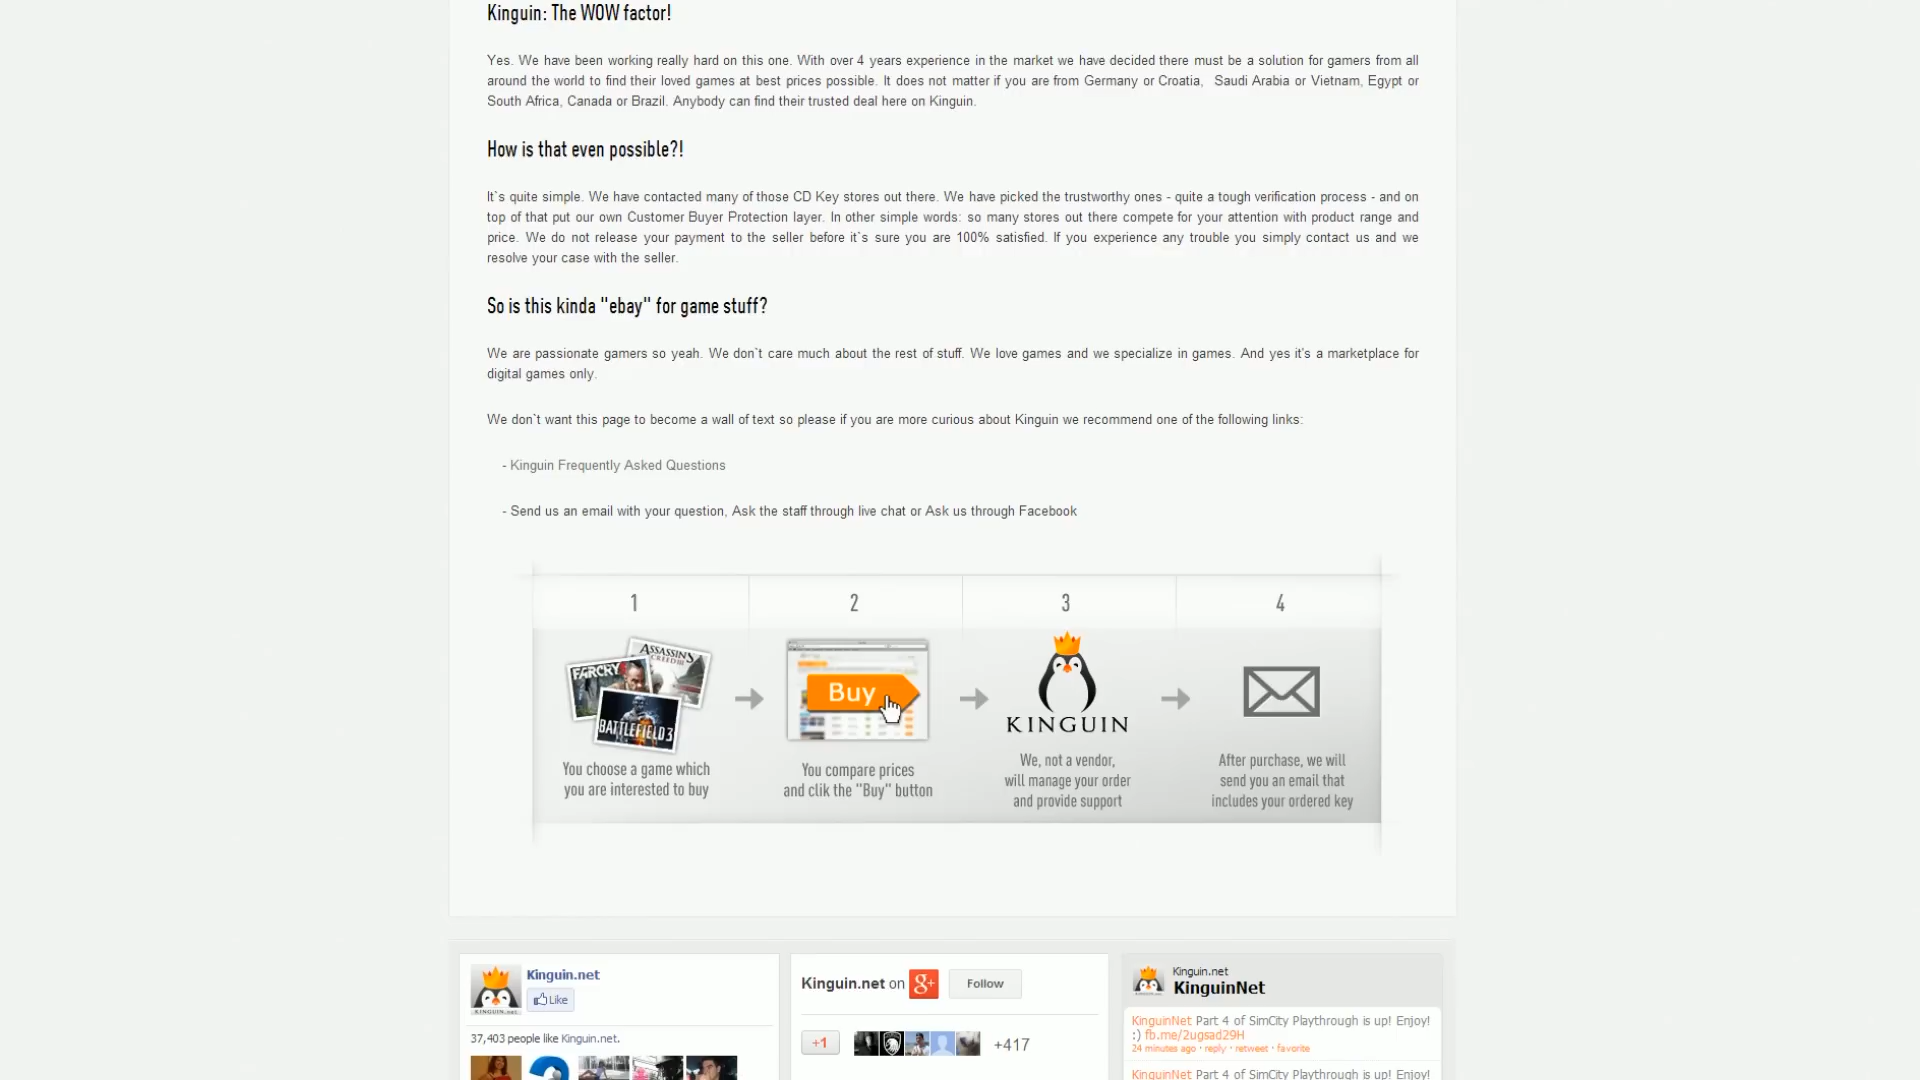 Kinguin: The WOW factor!
Yes. We have been working really hard on this one. With over 4 years experience in the market we have decided there must be a solution for gamers from all
around the world to find their loved games at best prices possible. It does not matter if you are from Germany or Croatia, Saudi Arabia or Vietnam, Egypt or
South Africa, Canada or Brazil. Anybody can find their trusted deal here on Kinguin.
How is that even possible?!
It`s quite simple. We have contacted many of those CD Key stores out there. We have picked the trustworthy ones - quite a tough verification process - and on
top of that put our own Customer Buyer Protection layer. In other simple words: so many stores out there compete for your attention with product range and
price. We do not release your payment to the seller before it`s sure you are 100% satisfied. If you experience any trouble you simply contact us and we
resolve your case with the seller.
So is this kinda "ebay" for game stuff?
We are passionate gamers so yeah. We don`t care much about the rest of stuff. We love games and we specialize in games. And yes it's a marketplace for
digital games only.
We don`t want this page to become a wall of text so please if you are more curious about Kinguin we recommend one of the following links:
- Kinguin Frequently Asked Questions
- Send us an email with your question, Ask the staff through live chat or Ask us through Facebook
1
2
3
4
FARCRY3
ASSASSIN'S
CREED III
BATTLEFIELD 3
Buy
KINGUIN
You choose a game which
you are interested to buy
You compare prices
and clik the "Buy" button
We, not a vendor,
will manage your order
and provide support
After purchase, we will
send you an email that
includes your ordered key
Kinguin.net
Like
KINGUIN.net
37,403 people like Kinguin.net.
Kinguin.net on g+ Follow
+1
+417
Kinguin.net
KinguinNet
KinguinNet Part 4 of SimCity Playthrough is up! Enjoy!
:) fb.me/2ugsad29H
24 minutes ago · reply · retweet · favorite
KinguinNet Part 4 of SimCity Playthrough is up! Enjoy!